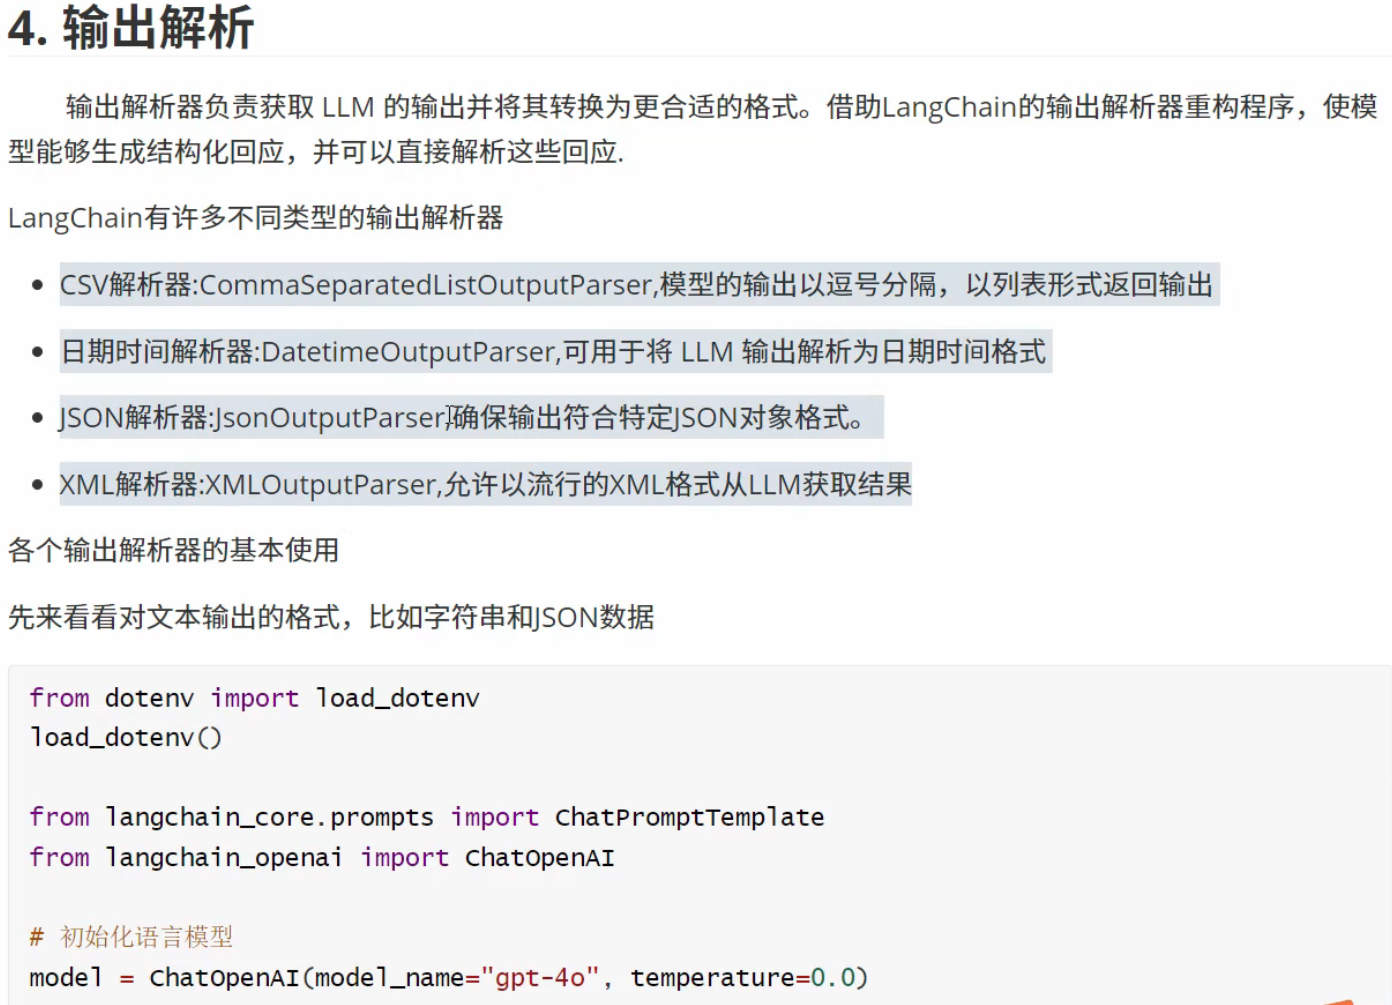 4. 输出解析
输出解析器负责获取 LLM 的输出并将其转换为更合适的格式。借助LangChain的输出解析器重构程序，使模
型能够生成结构化回应，并可以直接解析这些回应.
LangChain有许多不同类型的输出解析器
CSV解析器:CommaSeparatedListOutputParser,模型的输出以逗号分隔，以列表形式返回输出
日期时间解析器:DatetimeOutputParser,可用于将 LLM 输出解析为日期时间格式
JSON解析器:JsonOutputParser,确保输出符合特定JSON对象格式。
XML解析器:XMLOutputParser,允许以流行的XML格式从LLM获取结果
各个输出解析器的基本使用
先来看看对文本输出的格式，比如字符串和JSON数据
from dotenv import load_dotenv
load_dotenv()
from langchain_core.prompts import ChatPromptTemplate
from langchain_openai import ChatOpenAI
# 初始化语言模型
model = ChatOpenAI(model_name="gpt-4o", temperature=0.0)